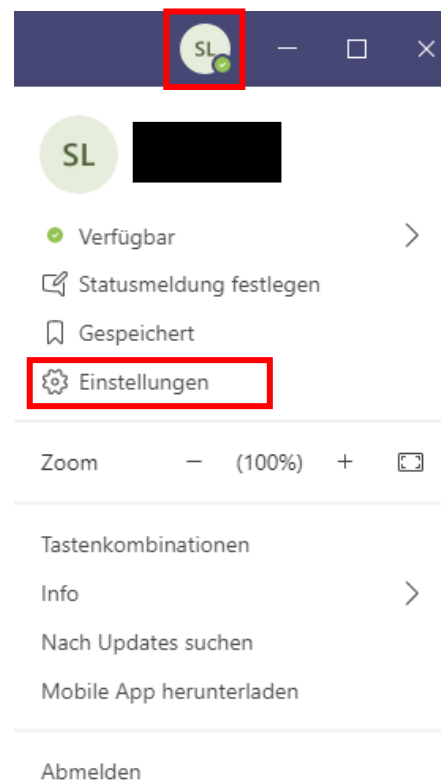 SL
SL
Verfügbar
Statusmeldung festlegen
Gespeichert
Einstellungen
Zoom — (100%) +
Tastenkombinationen
Info
Nach Updates suchen
Mobile App herunterladen
Abmelden